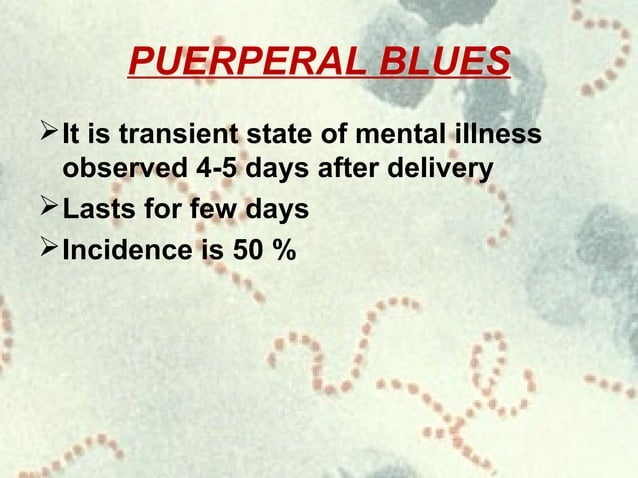 PUERPERAL BLUES
➢It is transient state of mental illness
observed 4-5 days after delivery
➢Lasts for few days
➢Incidence is 50 %